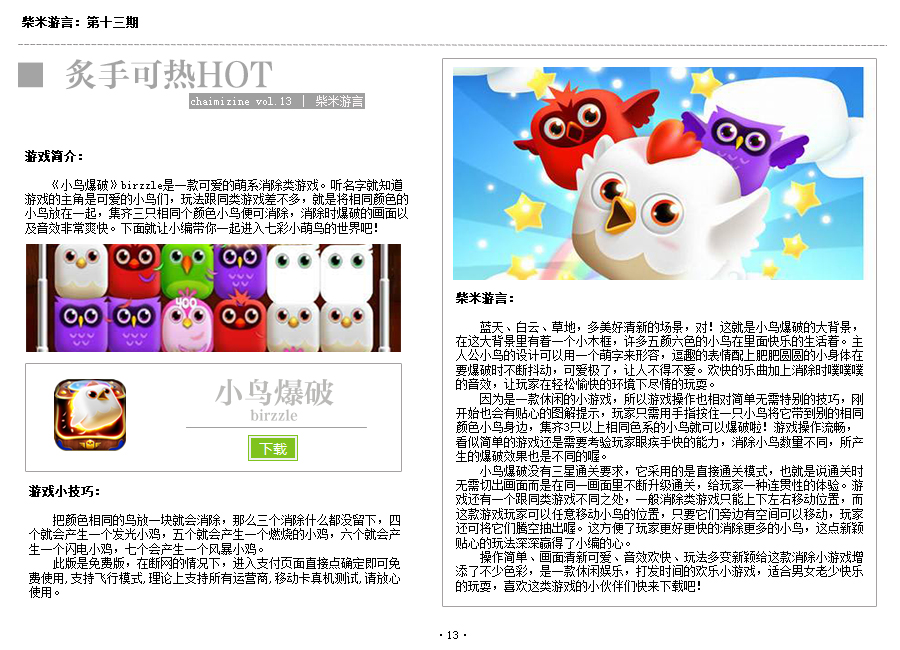 柴米游言：第十三期
炙手可热HOT
chaimizine vol.13 | 柴米游言
游戏简介：
《小鸟爆破》birzzle是一款可爱的萌系消除类游戏。听名字就知道
游戏的主角是可爱的小鸟们，玩法跟同类游戏差不多，就是将相同颜色的
小鸟放在一起，集齐三只相同个颜色小鸟便可消除，消除时爆破的画面以
及音效非常爽快。下面就让小编带你一起进入七彩小萌鸟的世界吧！
400
小鸟爆破
birzzle
下载
游戏小技巧：
把颜色相同的鸟放一块就会消除，那么三个消除什么都没留下，四
个就会产生一个发光小鸡，五个就会产生一个燃烧的小鸡，六个就会产
生一个闪电小鸡，七个会产生一个风暴小鸡。
此版是免费版，在断网的情况下，进入支付页面直接点确定即可免
费使用,支持飞行模式,理论上支持所有运营商,移动卡真机测试,请放心
使用。
柴米游言：
蓝天、白云、草地，多美好清新的场景，对！这就是小鸟爆破的大背景，
在这大背景里有着一个小木框，许多五颜六色的小鸟在里面快乐的生活着。主
人公小鸟的设计可以用一个萌字来形容，逗趣的表情配上肥肥圆圆的小身体在
要爆破时不断抖动，可爱极了，让人不得不爱。欢快的乐曲加上消除时噗噗噗
的音效，让玩家在轻松愉快的环境下尽情的玩耍。
因为是一款休闲的小游戏，所以游戏操作也相对简单无需特别的技巧，刚
开始也会有贴心的图解提示，玩家只需用手指按住一只小鸟将它带到别的相同
颜色小鸟身边，集齐3只以上相同色系的小鸟就可以爆破啦！游戏操作流畅，
看似简单的游戏还是需要考验玩家眼疾手快的能力，消除小鸟数量不同，所产
生的爆破效果也是不同的喔。
小鸟爆破没有三星通关要求，它采用的是直接通关模式，也就是说通关时
无需切出画面而是在同一画面里不断升级通关，给玩家一种连贯性的体验。游
戏还有一个跟同类游戏不同之处，一般消除类游戏只能上下左右移动位置，而
这款游戏玩家可以任意移动小鸟的位置，只要它们旁边有空间可以移动，玩家
还可将它们腾空抽出喔。这方便了玩家更好更快的消除更多的小鸟，这点新颖
贴心的玩法深深赢得了小编的心。
操作简单、画面清新可爱、音效欢快、玩法多变新颖给这款消除小游戏增
添了不少色彩，是一款休闲娱乐，打发时间的欢乐小游戏，适合男女老少快乐
的玩耍，喜欢这类游戏的小伙伴们快来下载吧！
·13·